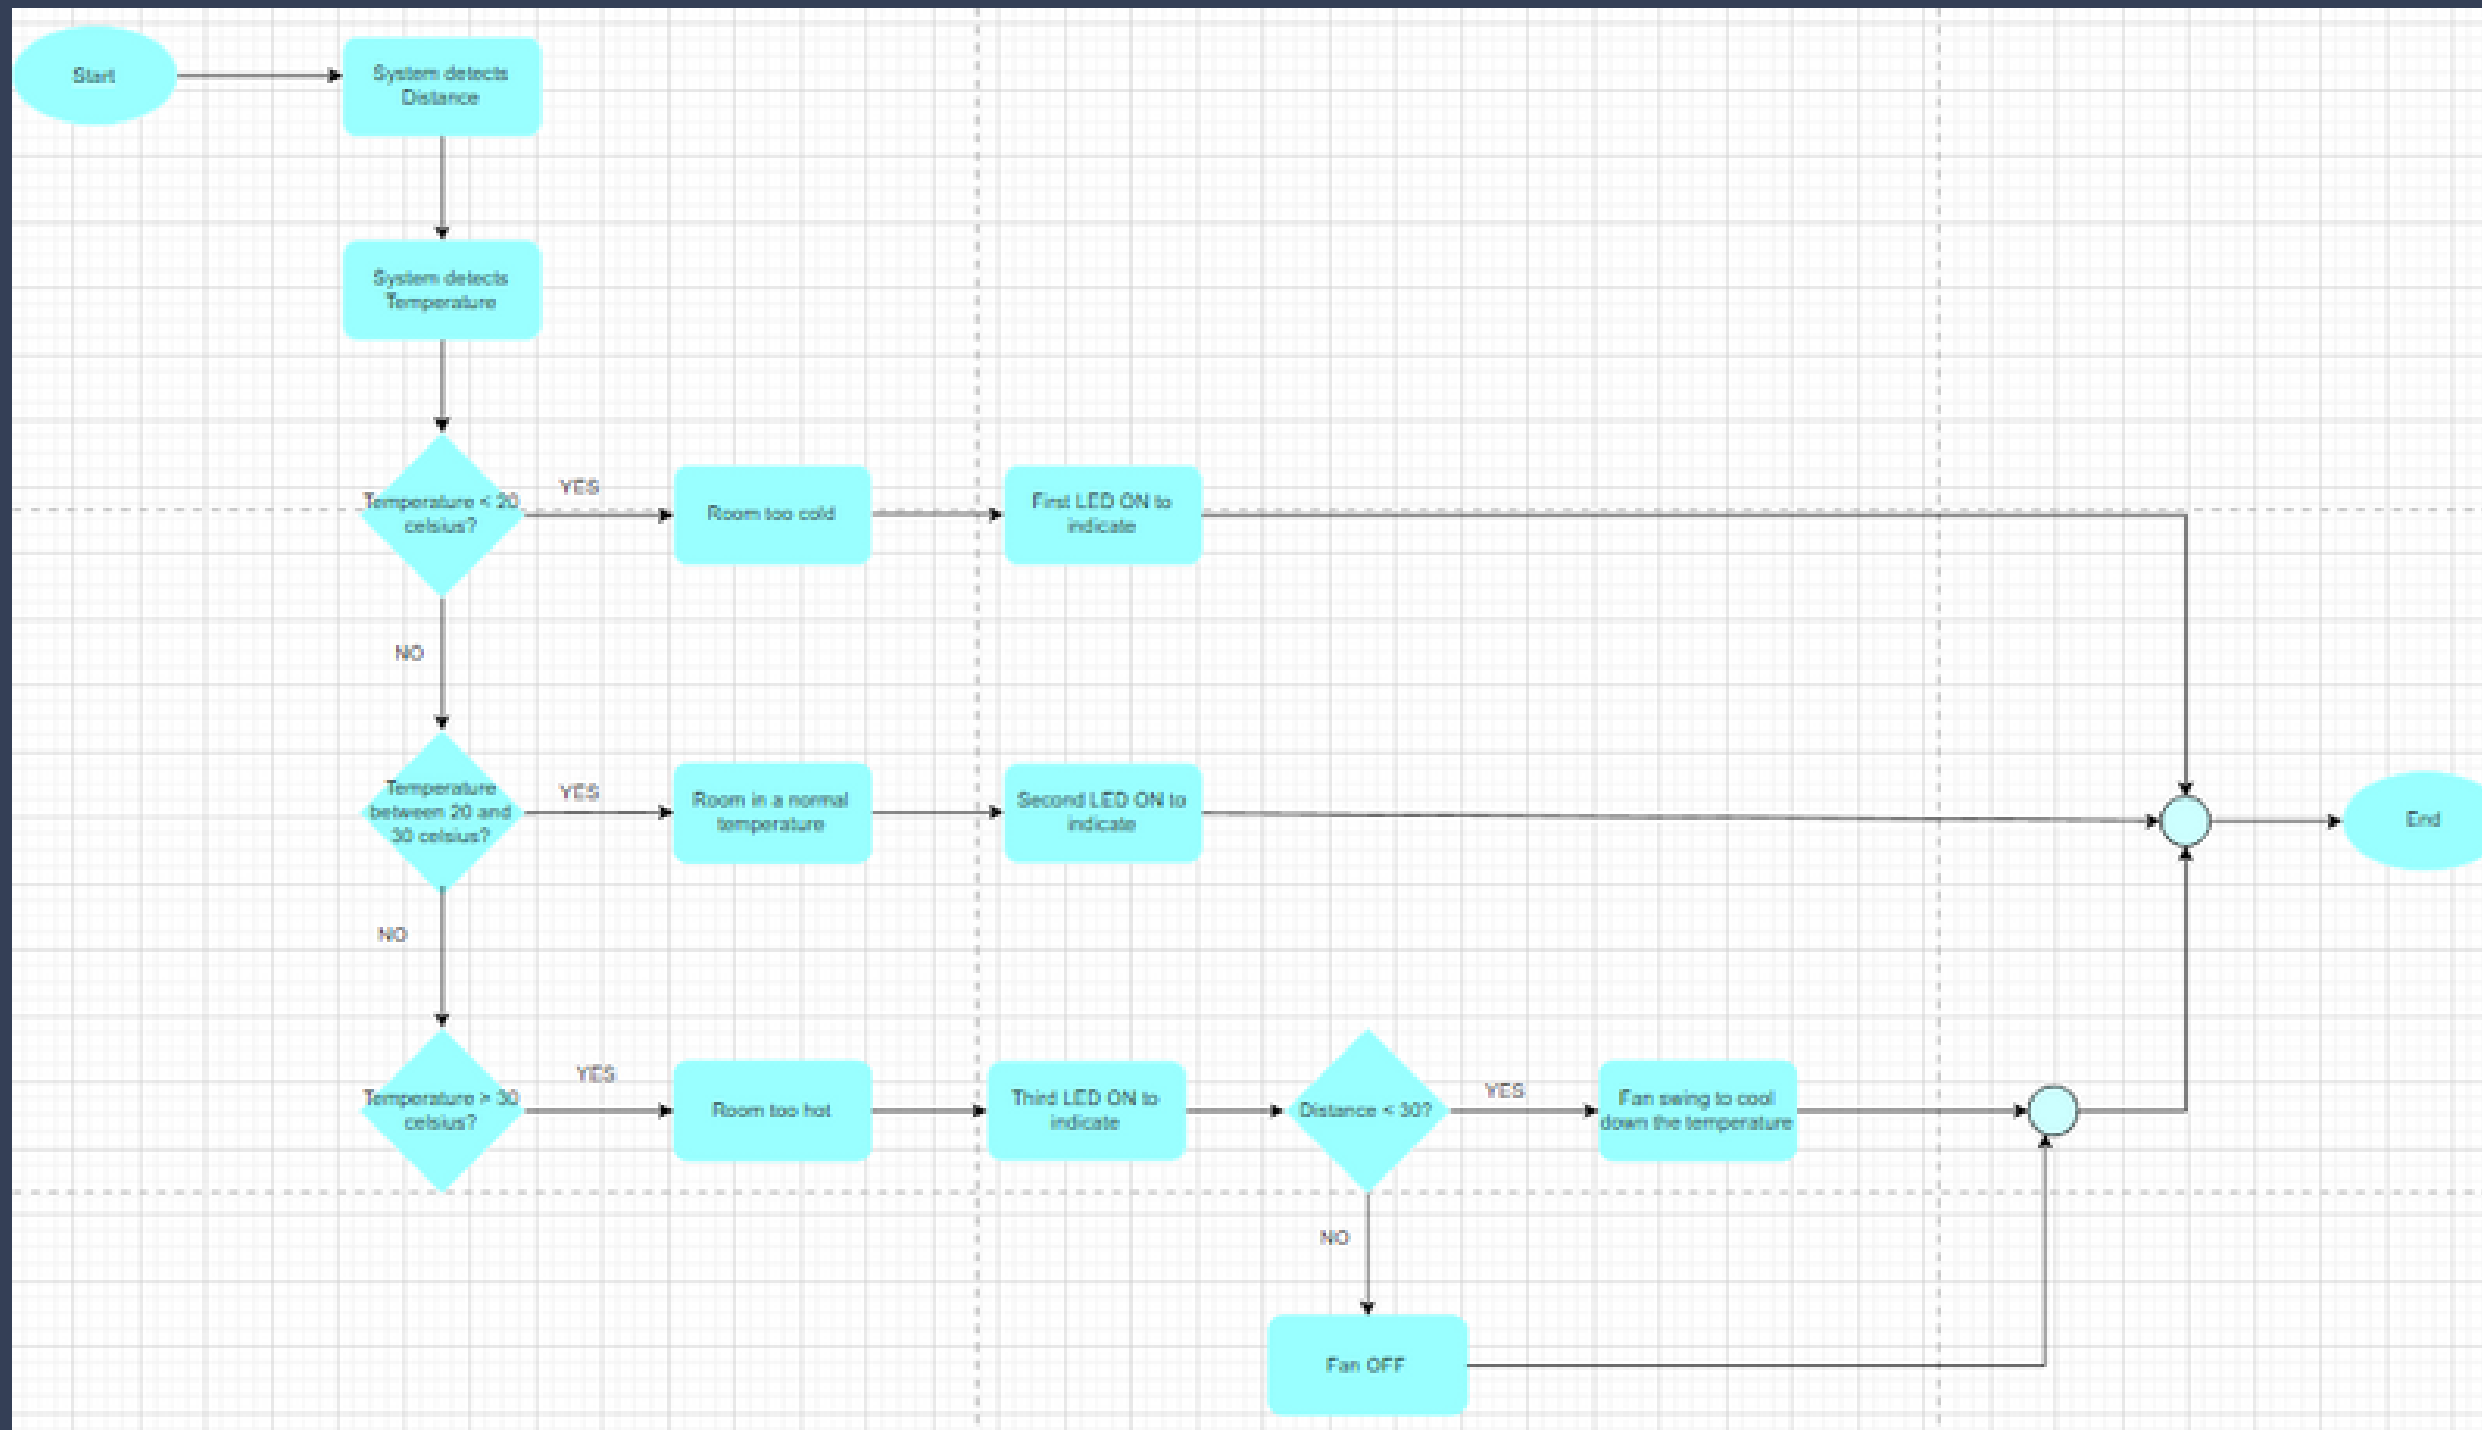 Start
System detects
Distance
System detects
Temperature
Temperature < 20
celsius?
YES
Room too cold
First LED ON to
indicate
NO
Temperature
between 20 and
30 celsius?
YES
Room in a normal
temperature
Second LED ON to
indicate
End
NO
Temperature > 30
celsius?
YES
Room too hot
Third LED ON to
indicate
Distance < 30?
YES
Fan swing to cool
down the temperature
NO
Fan OFF